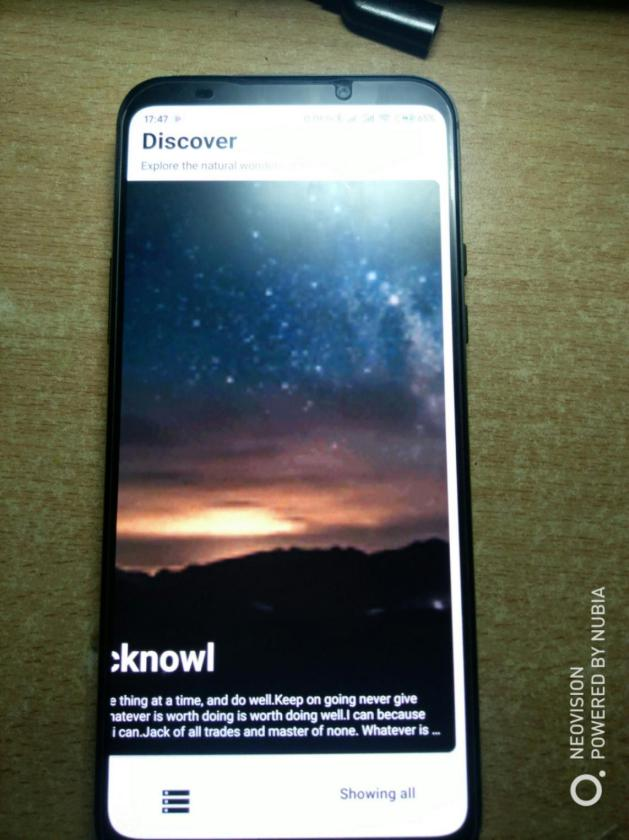 17:47
65%
Discover
Explore the natural
cknowl
e thing at a time, and do well.Keep on going never give
hatever is worth doing is worth doing well.I can because
i can.Jack of all trades and master of none. Whatever is ...
Showing all
NEOVISION
POWERED BY NUBIA